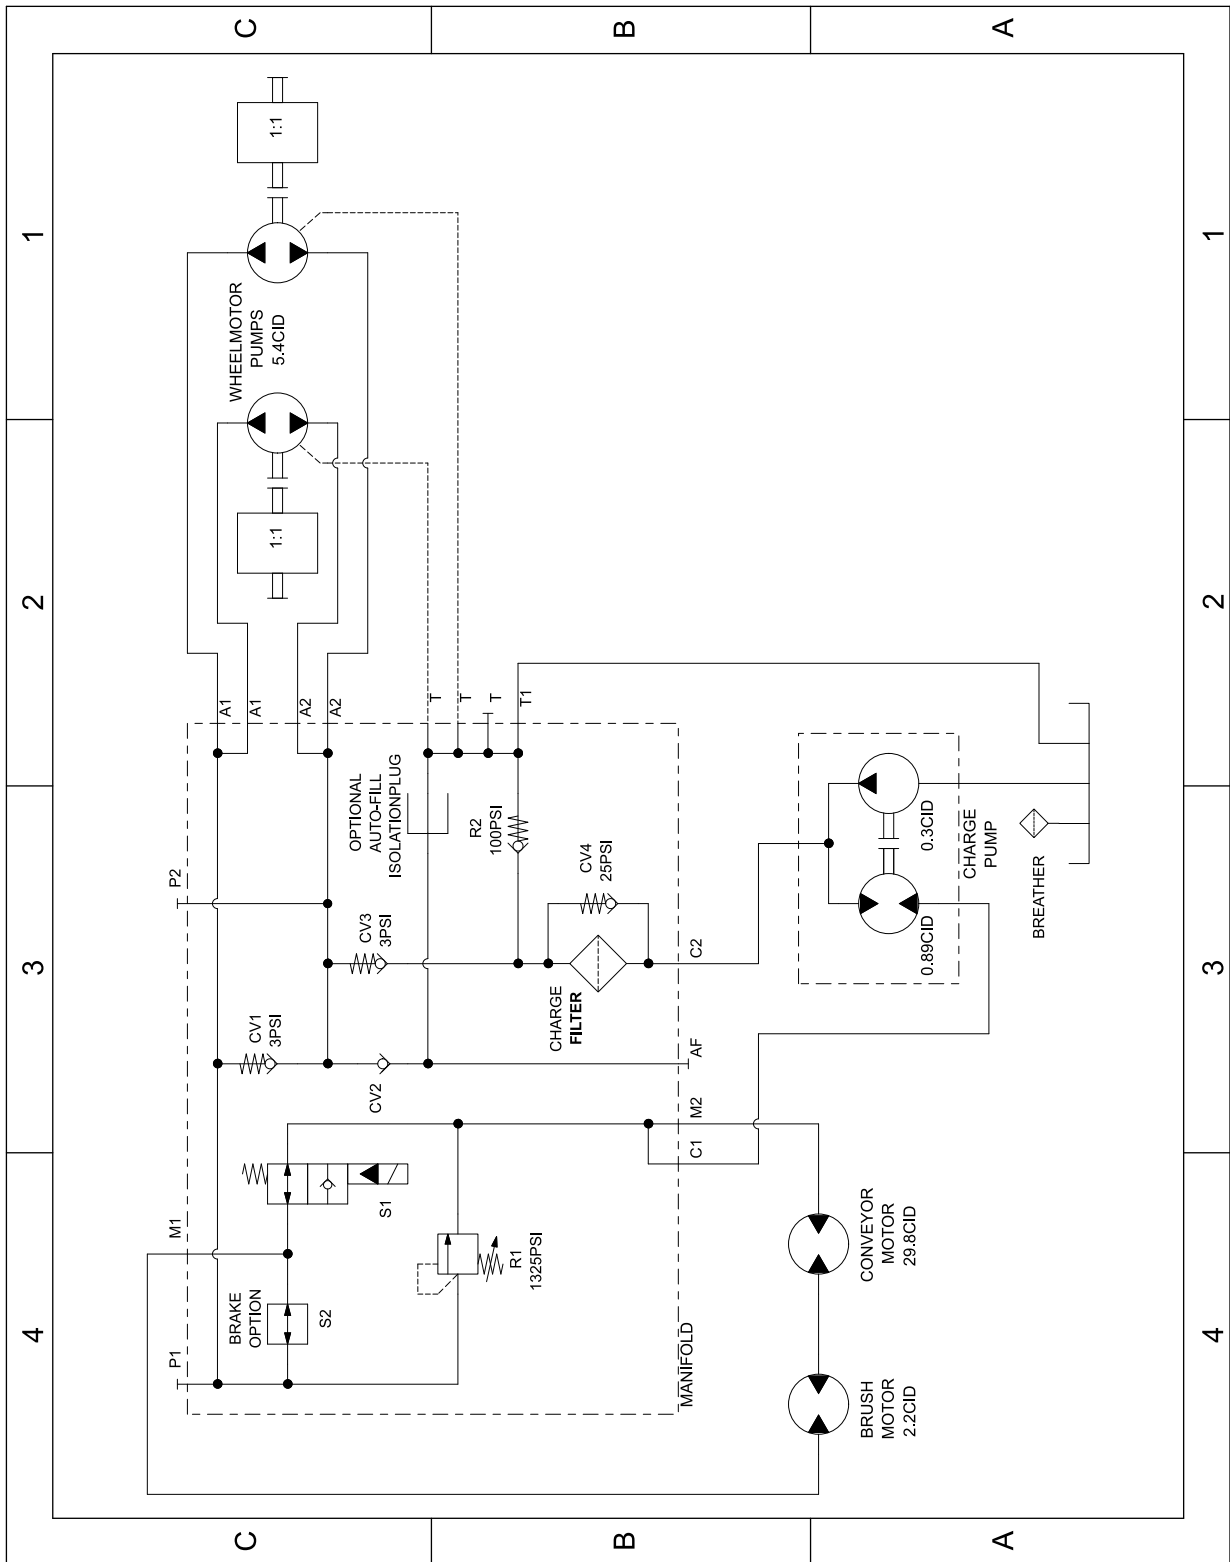 C
B
A
1
2
3
4
1
2
3
4
C
B
A
1:1
WHEELMOTOR
PUMPS
5.4CID
1:1
A1
A1
A2
A2
T
T
T
T1
OPTIONAL
AUTO-FILL
ISOLATIONPLUG
R2
100PSI
P2
CV3
3PSI
CV4
25PSI
CV1
3PSI
CV2
CHARGE
FILTER
C2
AF
M2
C1
0.3CID
0.89CID
CHARGE
PUMP
BREATHER
M1
S1
R1
1325PSI
BRAKE
OPTION
S2
P1
MANIFOLD
CONVEYOR
MOTOR
29.8CID
BRUSH
MOTOR
2.2CID